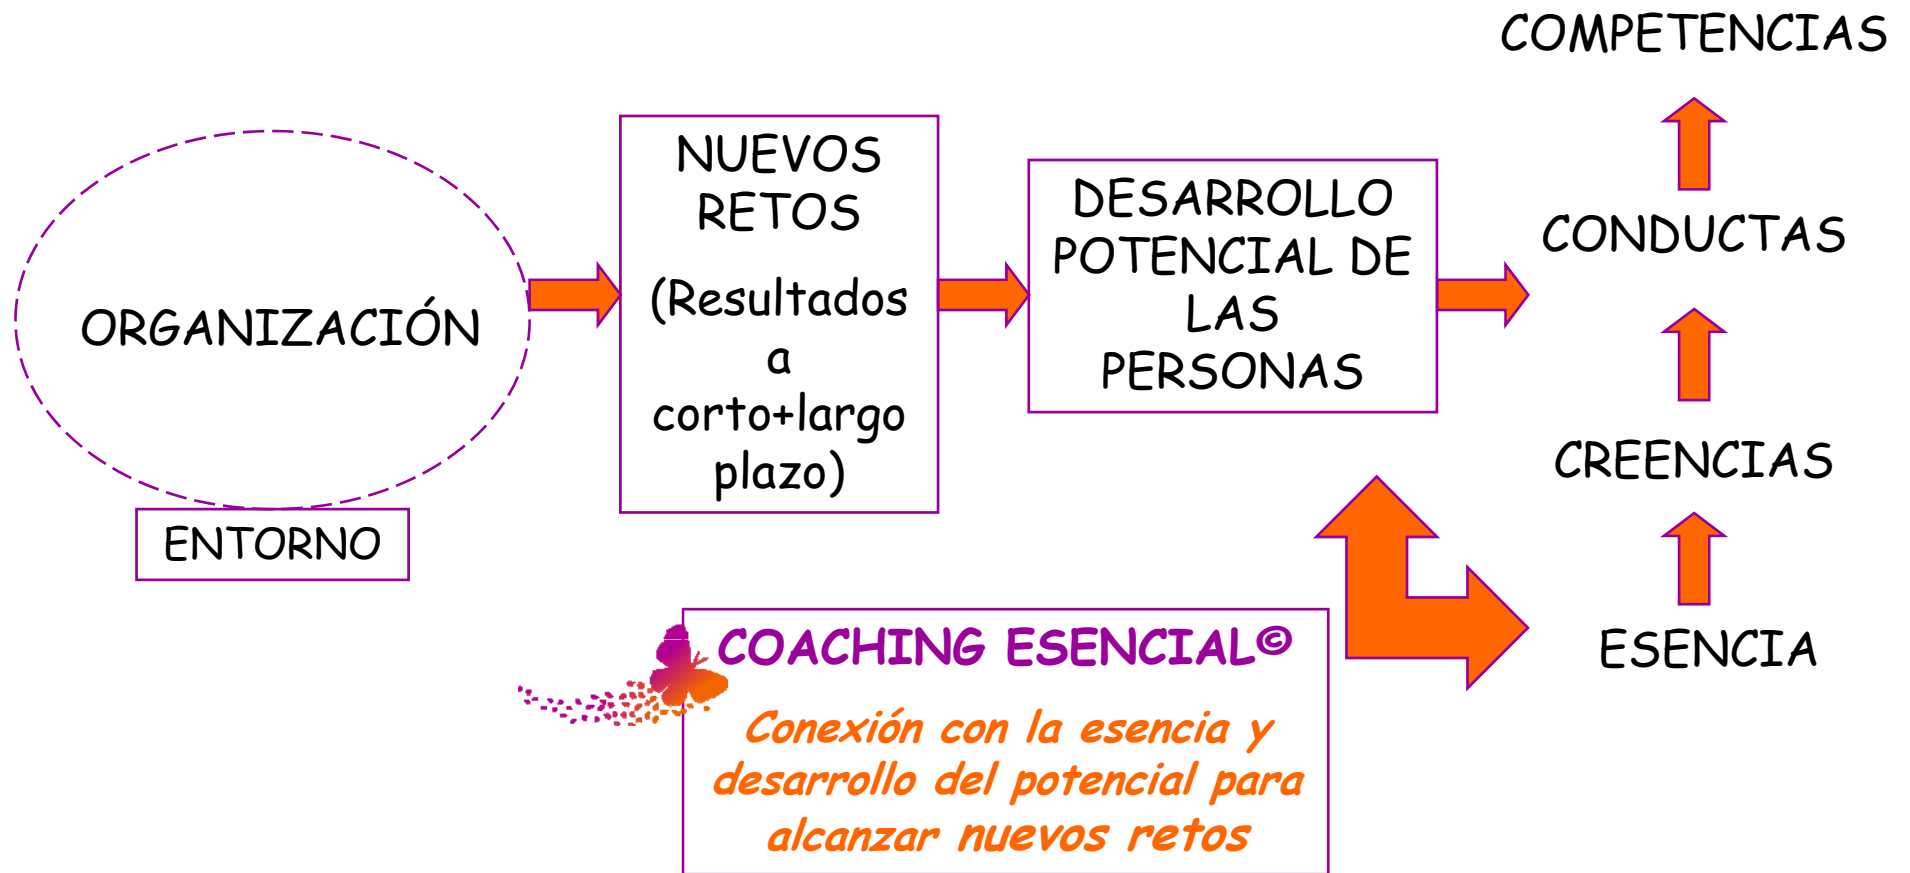 ORGANIZACIÓN
ENTORNO
NUEVOS
RETOS
(Resultados
a
corto+largo
plazo)
DESARROLLO
POTENCIAL DE
LAS
PERSONAS
COMPETENCIAS
CONDUCTAS
CREENCIAS
ESENCIA
COACHING ESENCIAL©
Conexión con la esencia y
desarrollo del potencial para
alcanzar nuevos retos